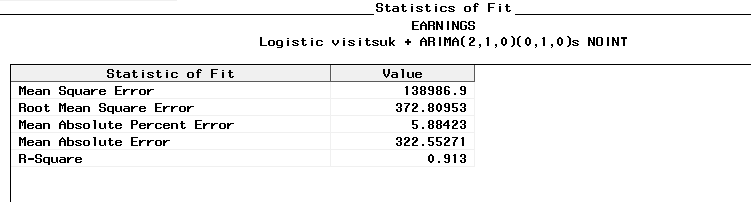 Statistics of Fit
EARNINGS
Logistic visitsuk + ARIMA(2,1,0)(0,1,0)s NOINT
Statistic of Fit Value
Mean Square Error 138986.9
Root Mean Square Error 372.80953
Mean Absolute Percent Error 5.88423
Mean Absolute Error 322.55271
R-Square 0.913